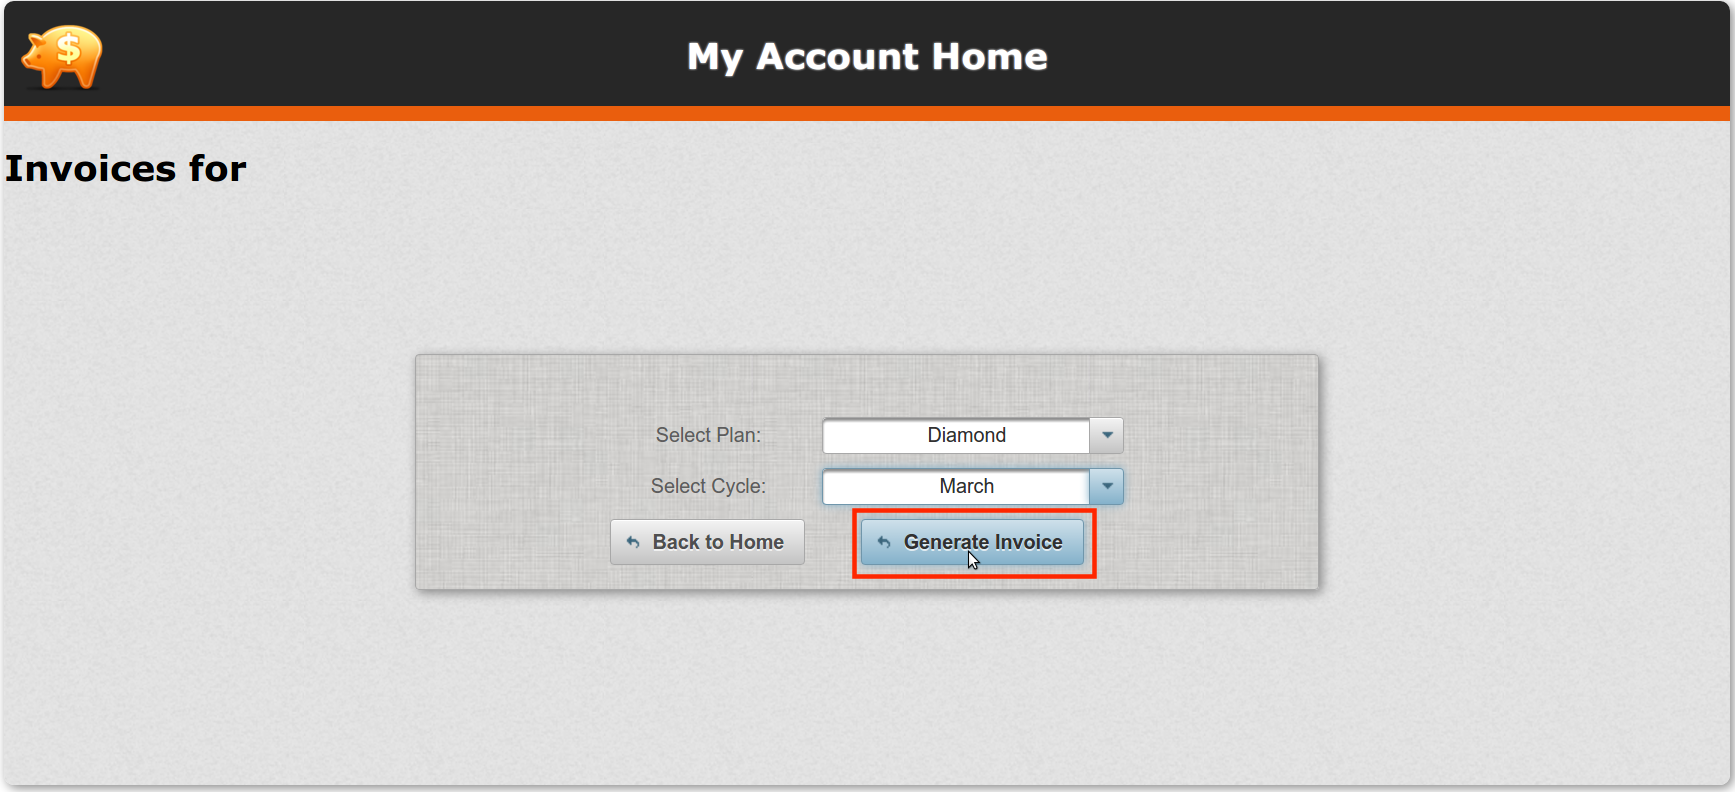 $
My Account Home
Invoices for
Select Plan: Diamond
Select Cycle: March
Back to Home Generate Invoice